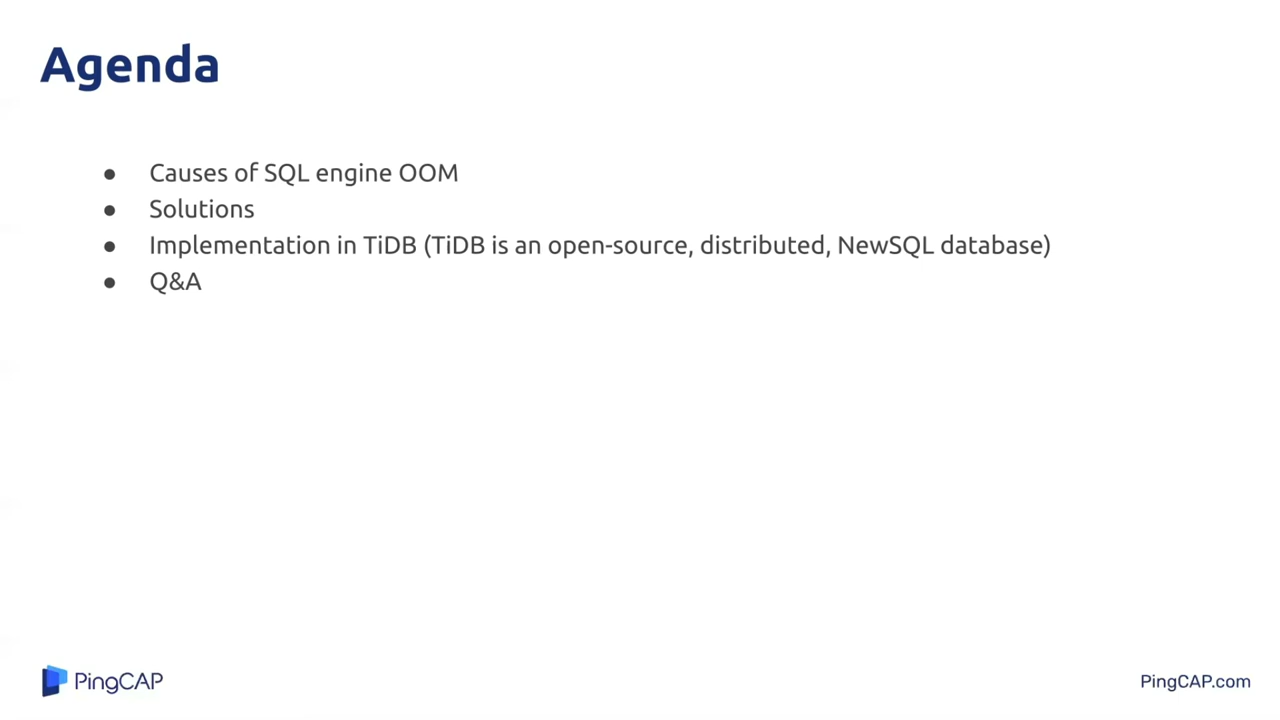 Agenda
● Causes of SQL engine OOM
● Solutions
● Implementation in TiDB (TiDB is an open-source, distributed, NewSQL database)
● Q&A
PingCAP
PingCAP.com